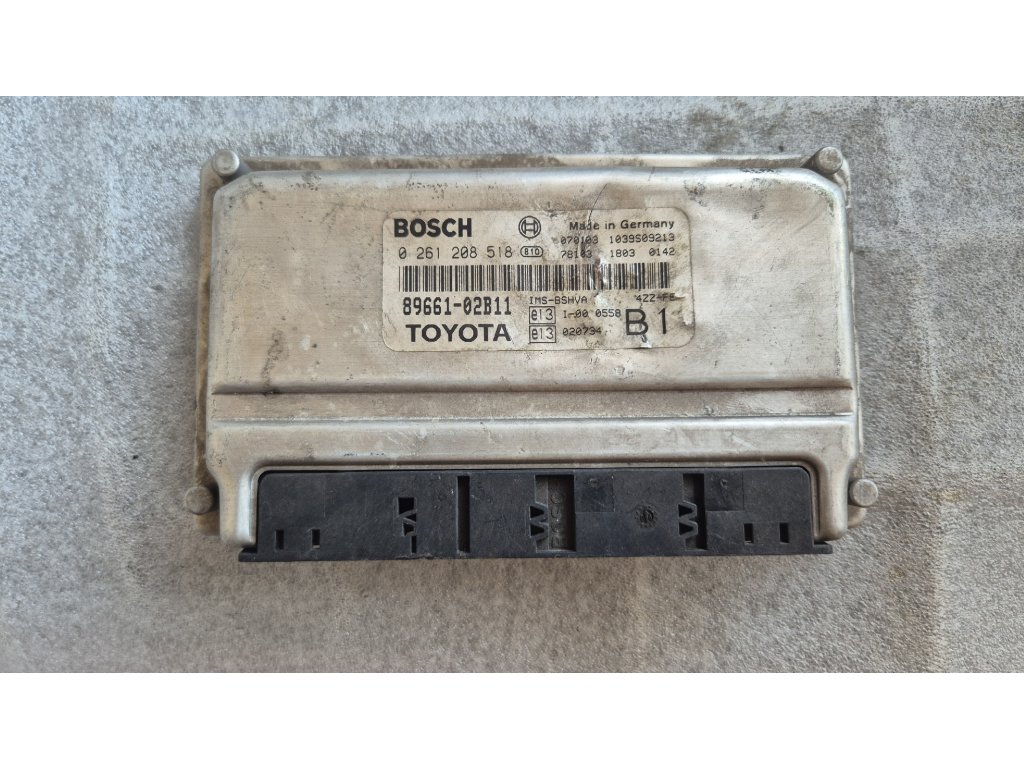 BOSCH Made in Germany
0 261 208 518 B10 070103 1039S09213
78103 1803 0142
89661-02B11 IMS-BSHVA 4ZZ-FE
e13 I-00 0558 B1
TOYOTA e13 020734